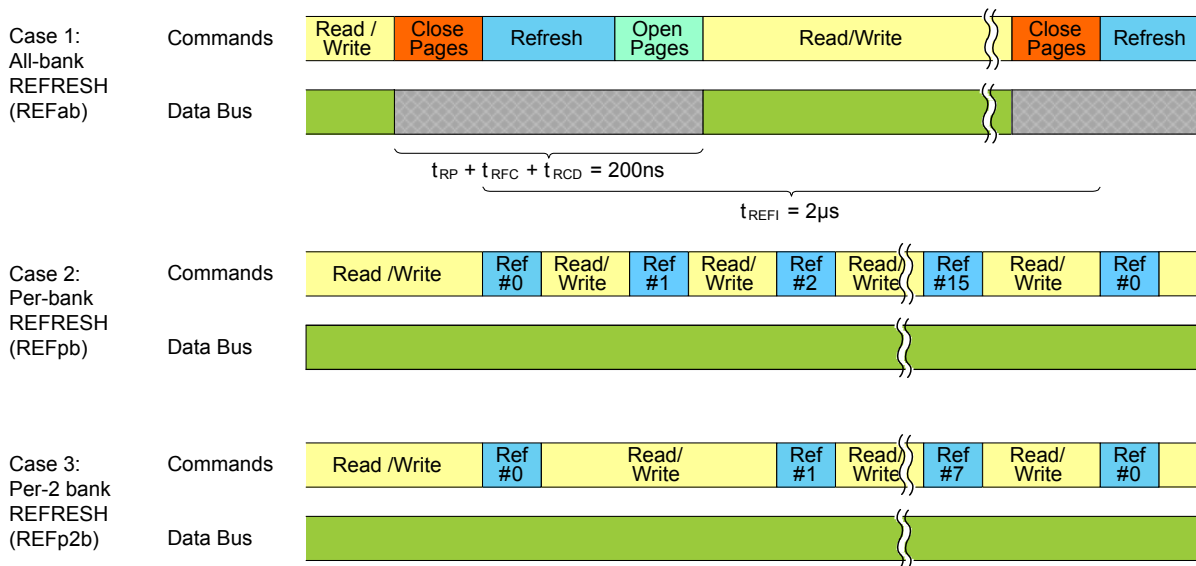 Case 1:
All-bank
REFRESH
(REFab)
Commands
Read /
Write
Close
Pages
Refresh
Open
Pages
Read/Write
Close
Pages
Refresh
Data Bus
tRP + tRFC + tRCD = 200ns
tREFI = 2µs
Case 2:
Per-bank
REFRESH
(REFpb)
Commands
Read /Write
Ref
#0
Read/
Write
Ref
#1
Read/
Write
Ref
#2
Read/
Write
Ref
#15
Read/
Write
Ref
#0
Data Bus
Case 3:
Per-2 bank
REFRESH
(REFp2b)
Commands
Read /Write
Ref
#0
Read/
Write
Ref
#1
Read/
Write
Ref
#7
Read/
Write
Ref
#0
Data Bus